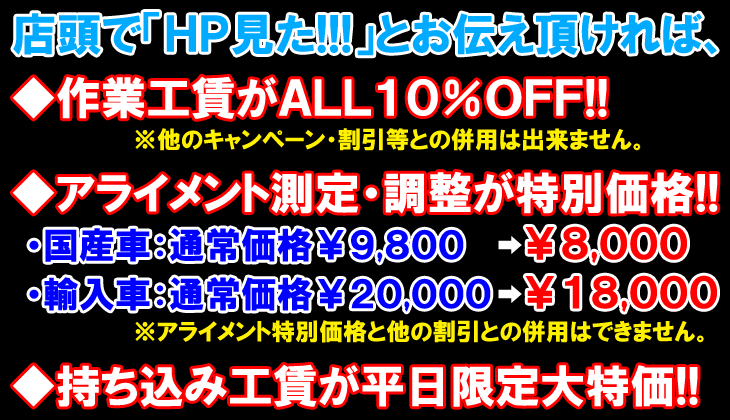 店頭で「HP見た!!!」とお伝え頂ければ、
◆作業工賃がALL10%OFF!!
※他のキャンペーン・割引等との併用は出来ません。
◆アライメント測定・調整が特別価格!!
・国産車：通常価格￥9,800 ➡￥8,000
・輸入車：通常価格￥20,000➡￥18,000
※アライメント特別価格と他の割引との併用はできません。
◆持ち込み工賃が平日限定大特価!!